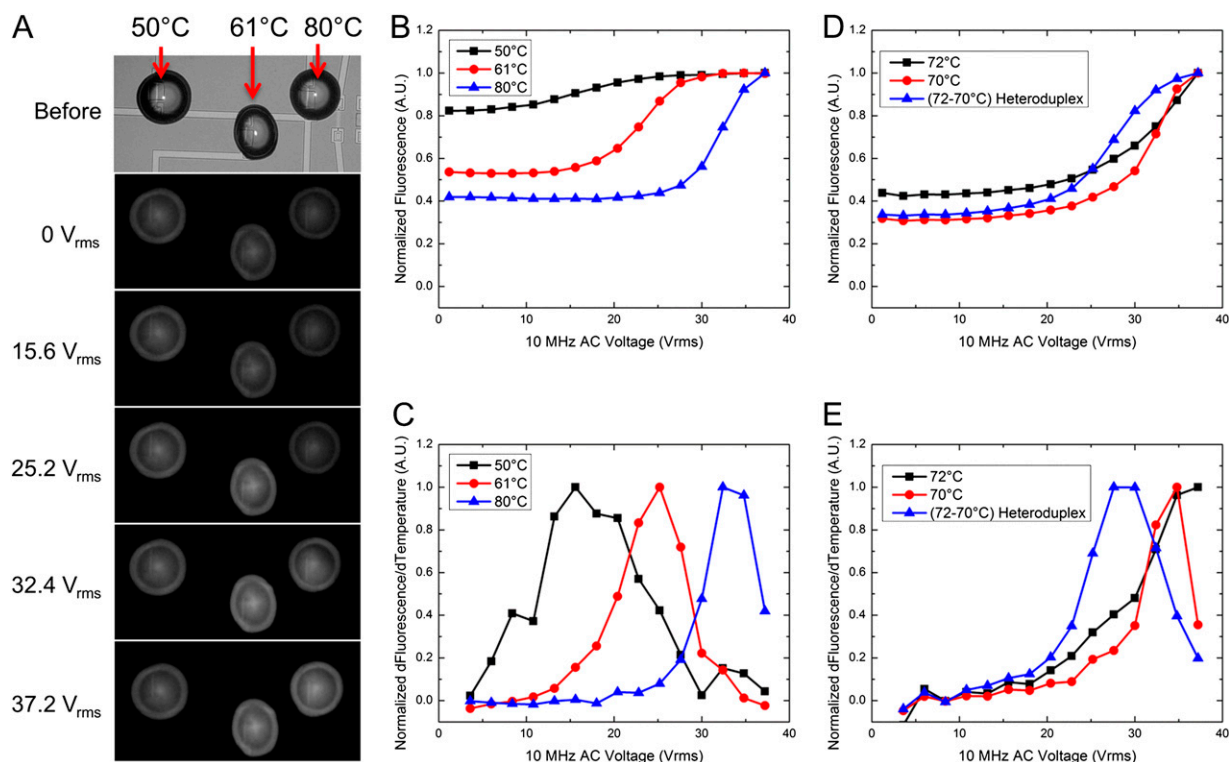 A
50°C 61°C 80°C
Before
0 Vrms
15.6 Vrms
25.2 Vrms
32.4 Vrms
37.2 Vrms
B
Normalized Fluorescence (A.U.)
1.2
1.0
0.8
0.6
0.4
0.2
0.0
50°C
61°C
80°C
0 10 20 30 40
10 MHz AC Voltage (Vrms)
D
Normalized Fluorescence (A.U.)
1.2
1.0
0.8
0.6
0.4
0.2
0.0
72°C
70°C
(72-70°C) Heteroduplex
0 10 20 30 40
10 MHz AC Voltage (Vrms)
C
Normalized dFluorescence/dTemperature (A.U.)
1.2
1.0
0.8
0.6
0.4
0.2
0.0
50°C
61°C
80°C
0 10 20 30 40
10 MHz AC Voltage (Vrms)
E
Normalized dFluorescence/dTemperature (A.U.)
1.2
1.0
0.8
0.6
0.4
0.2
0.0
72°C
70°C
(72-70°C) Heteroduplex
0 10 20 30 40
10 MHz AC Voltage (Vrms)